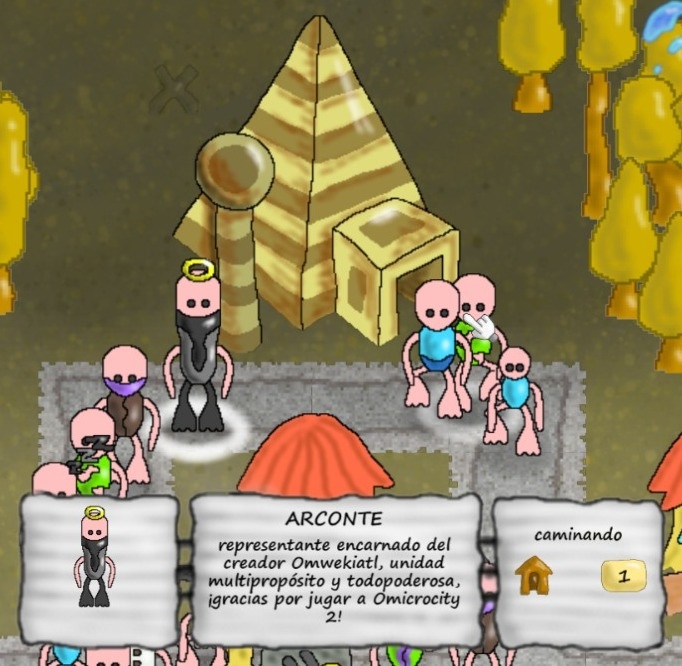 ARCONTE
representante encarnado del
creador Omwekiatl, unidad
multipropósito y todopoderosa,
¡gracias por jugar a Omicrocity
2!
caminando
1